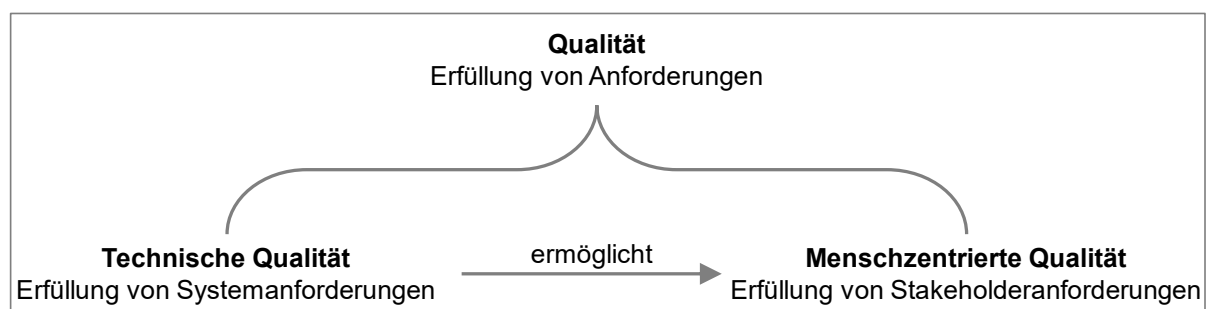 Qualität
Erfüllung von Anforderungen
Technische Qualität
Erfüllung von Systemanforderungen
ermöglicht
Menschzentrierte Qualität
Erfüllung von Stakeholderanforderungen